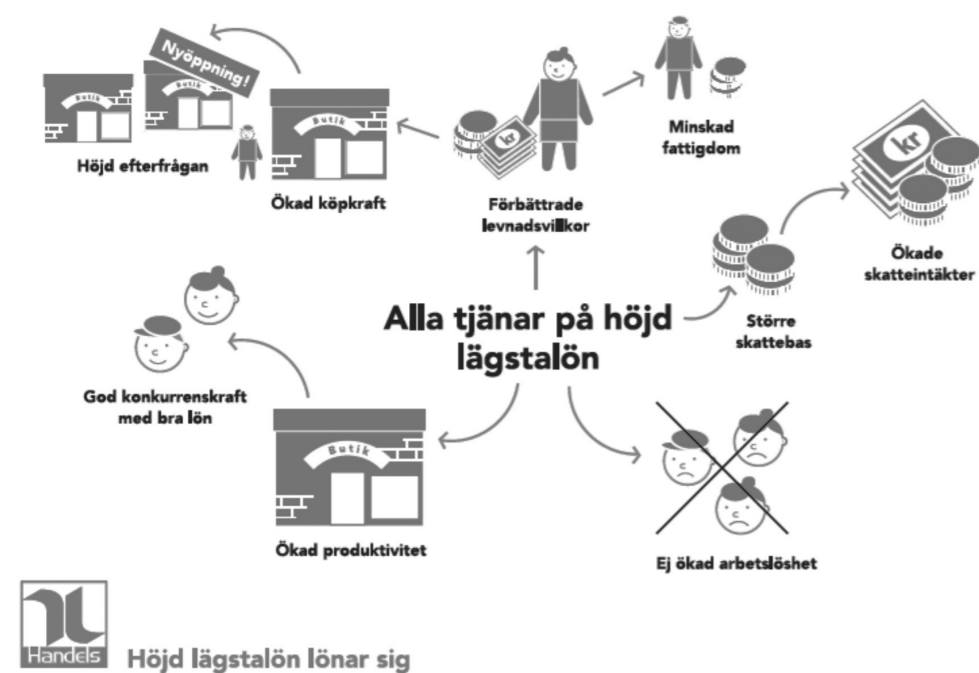 Nyöppning!
Butik
Butik
Höjd efterfrågan
Butik
Ökad köpkraft
kr
Förbättrade
levnadsvillkor
Minskad
fattigdom
kr
Ökade
skatteintäkter
Större
skattebas
Alla tjänar på höjd
lägstalön
God konkurrenskraft
med bra lön
Butik
Ökad produktivitet
Ej ökad arbetslöshet
Handels
Höjd lägstalön lönar sig